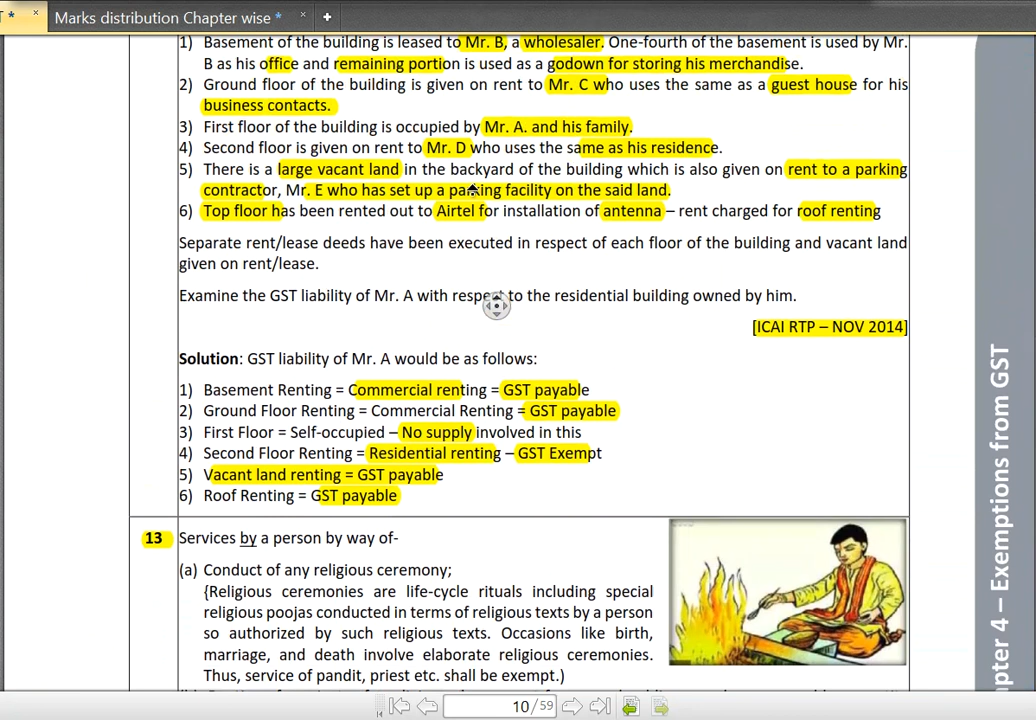 *
Marks distribution Chapter wise *
1) Basement of the building is leased to Mr. B, a wholesaler. One-fourth of the basement is used by Mr.
B as his office and remaining portion is used as a godown for storing his merchandise.
2) Ground floor of the building is given on rent to Mr. C who uses the same as a guest house for his
business contacts.
3) First floor of the building is occupied by Mr. A. and his family.
4) Second floor is given on rent to Mr. D who uses the same as his residence.
5) There is a large vacant land in the backyard of the building which is also given on rent to a parking
contractor, Mr. E who has set up a parking facility on the said land.
6) Top floor has been rented out to Airtel for installation of antenna – rent charged for roof renting
Separate rent/lease deeds have been executed in respect of each floor of the building and vacant land
given on rent/lease.
Examine the GST liability of Mr. A with respect to the residential building owned by him.
[ICAI RTP – NOV 2014]
Solution: GST liability of Mr. A would be as follows:
1) Basement Renting = Commercial renting = GST payable
2) Ground Floor Renting = Commercial Renting = GST payable
3) First Floor = Self-occupied – No supply involved in this
4) Second Floor Renting = Residential renting – GST Exempt
5) Vacant land renting = GST payable
6) Roof Renting = GST payable
13 Services by a person by way of-
(a) Conduct of any religious ceremony;
{Religious ceremonies are life-cycle rituals including special
religious poojas conducted in terms of religious texts by a person
so authorized by such religious texts. Occasions like birth,
marriage, and death involve elaborate religious ceremonies.
Thus, service of pandit, priest etc. shall be exempt.)
pter 4 – Exemptions from GST
10 / 59